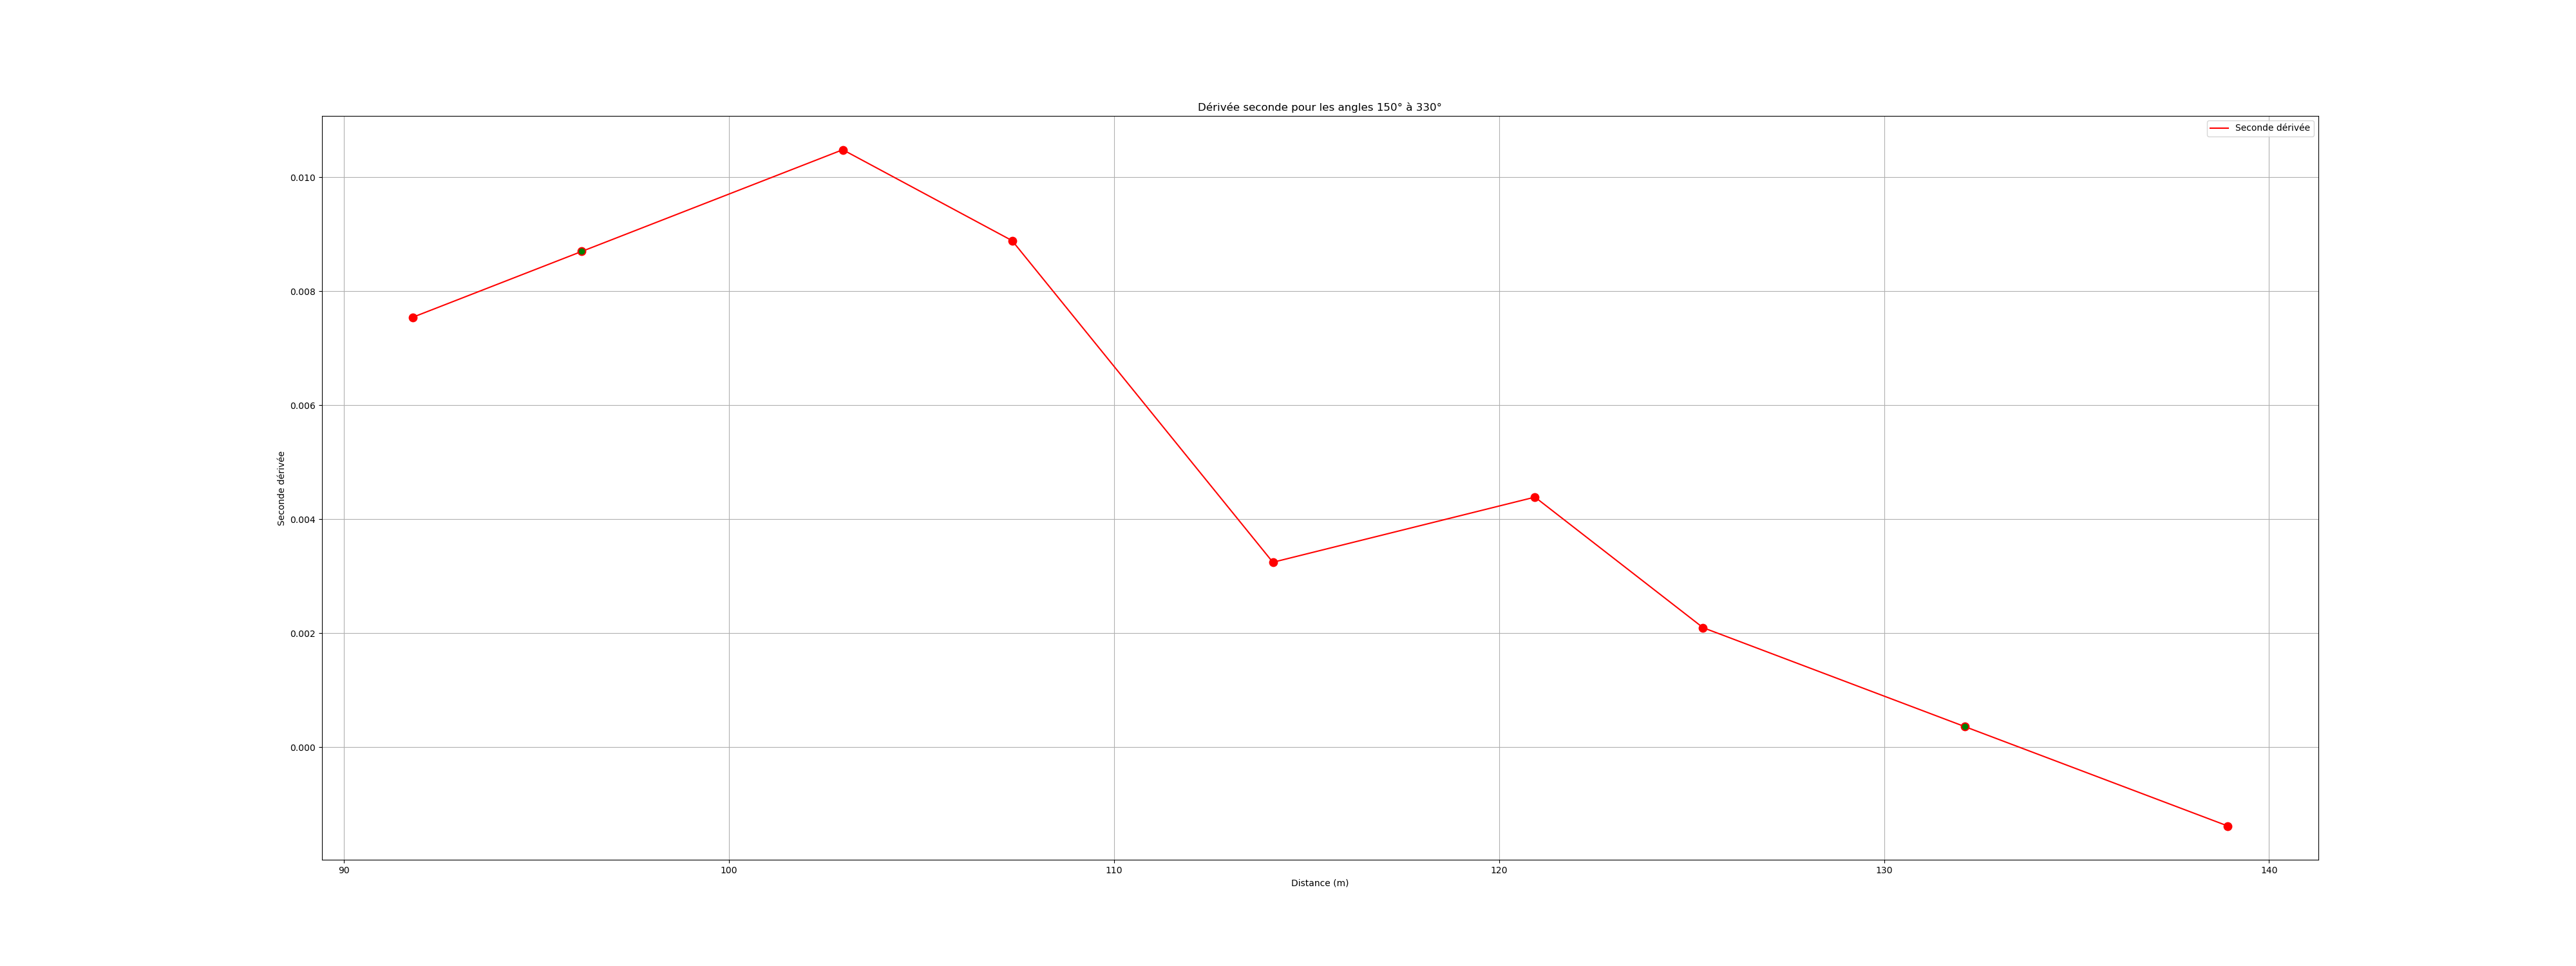 Dérivée seconde pour les angles 150° à 330°
Seconde dérivée
Seconde dérivée
0.010
0.008
0.006
0.004
0.002
0.000
90 100 110 120 130 140
Distance (m)